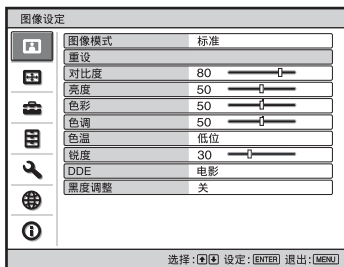 图像设定
图像模式 标准
重设
对比度 80
亮度 50
色彩 50
色调 50
色温 低位
锐度 30
DDE 电影
黑度调整 关
选择:⬆⬇ 设定:ENTER 退出:MENU